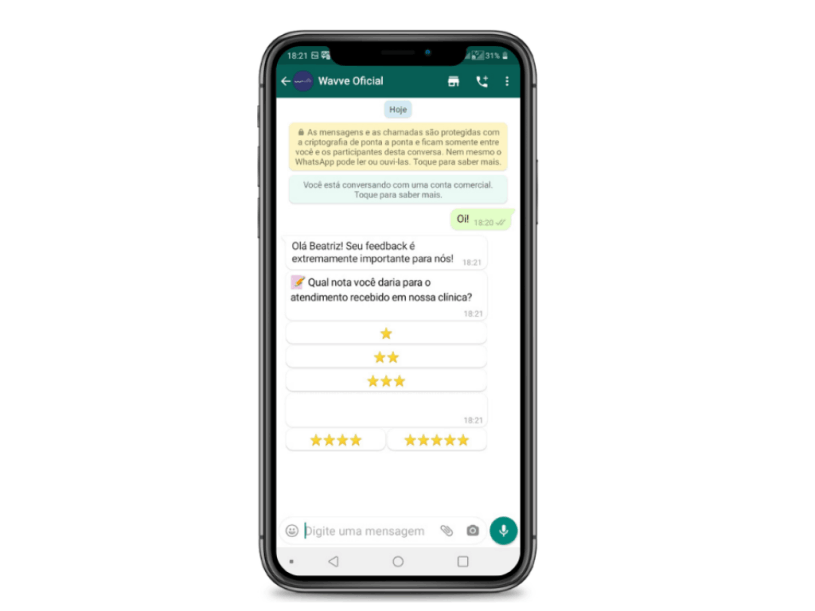 18:21
31%
Wavve Oficial
Hoje
As mensagens e as chamadas são protegidas com
a criptografia de ponta a ponta e ficam somente entre
você e os participantes desta conversa. Nem mesmo o
WhatsApp pode ler ou ouvi-las. Toque para saber mais.
Você está conversando com uma conta comercial.
Toque para saber mais.
Oi! 18:20
Olá Beatriz! Seu feedback é
extremamente importante para nós! 18:21
Qual nota você daria para o
atendimento recebido em nossa clínica?
18:21
18:21
Digite uma mensagem